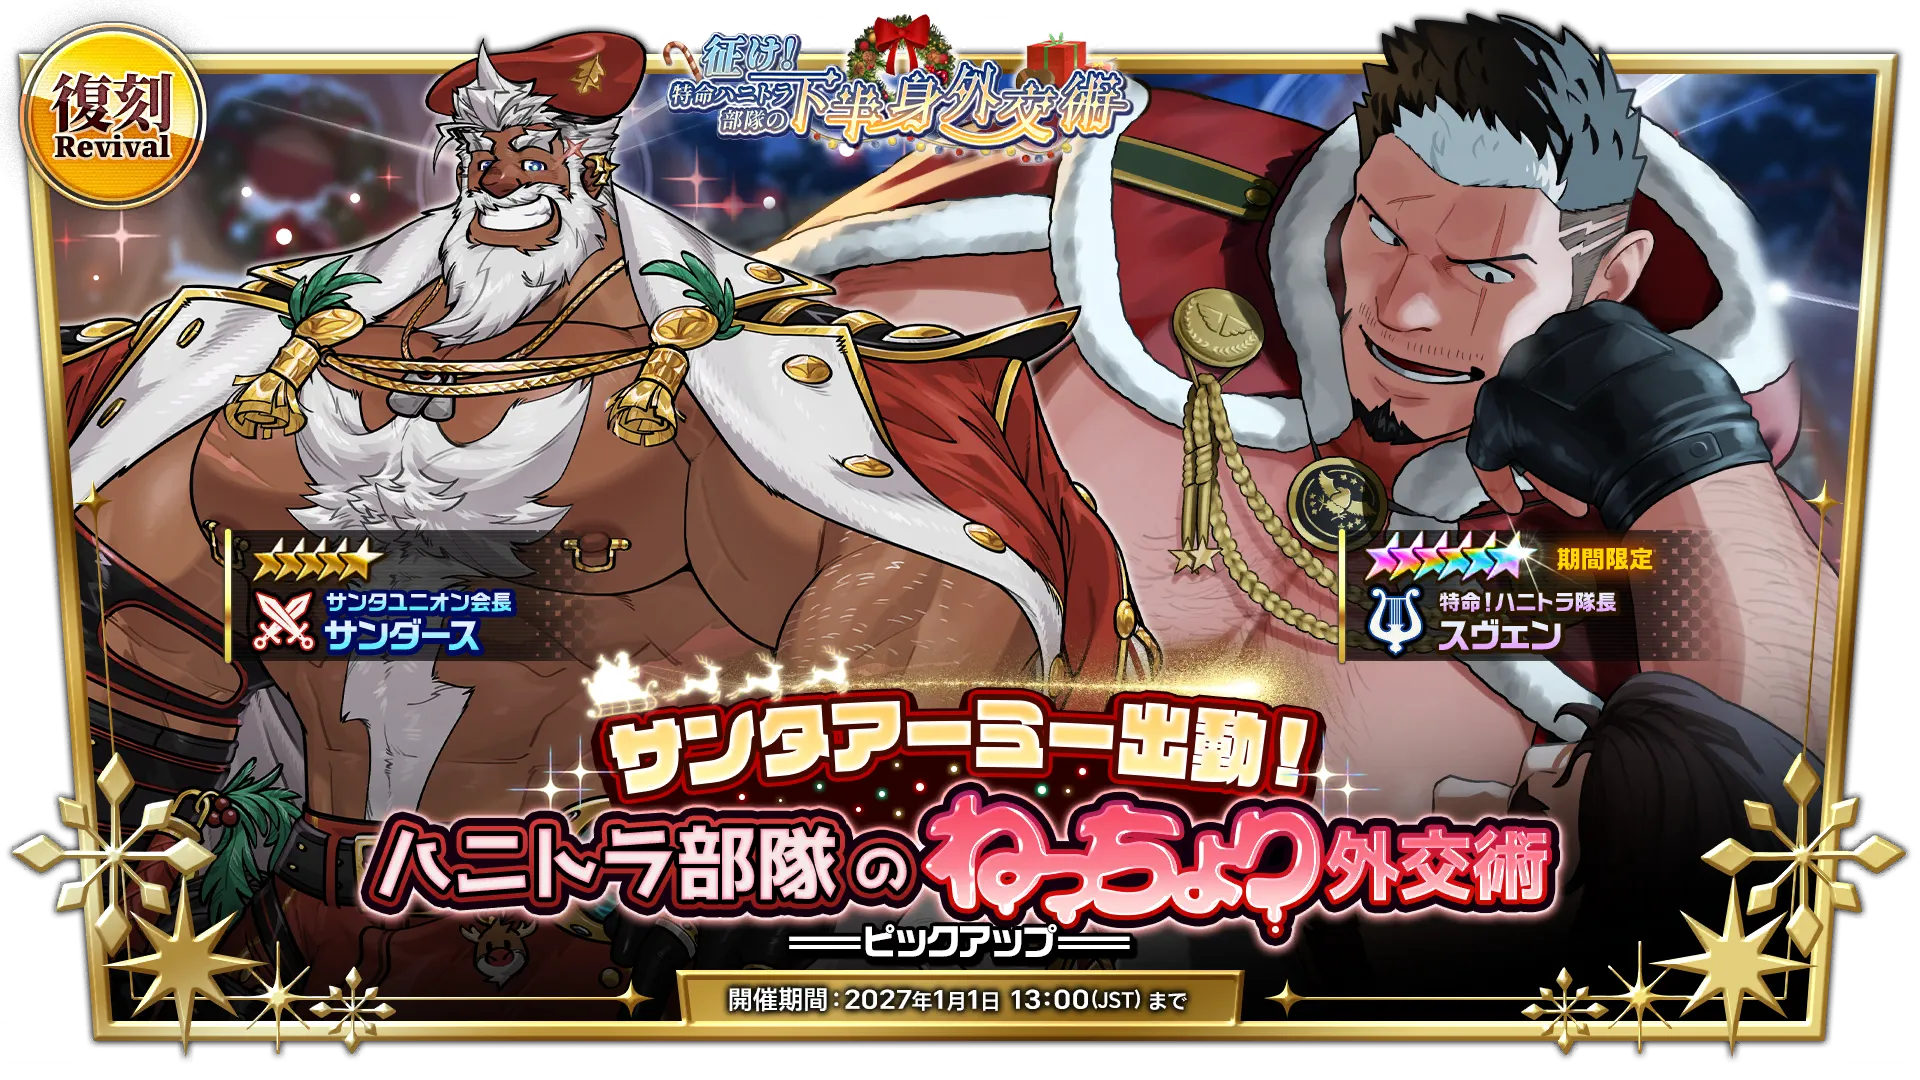 復刻
Revival
征け!
特命ハニトラ
部隊の
下半身外交術
サンタユニオン会長
サンダース
期間限定
特命!ハニトラ隊長
スヴェン
サンタアーミー出動!
ハニトラ部隊のねっちょり外交術
ピックアップ
開催期間:2027年1月1日 13:00(JST) まで